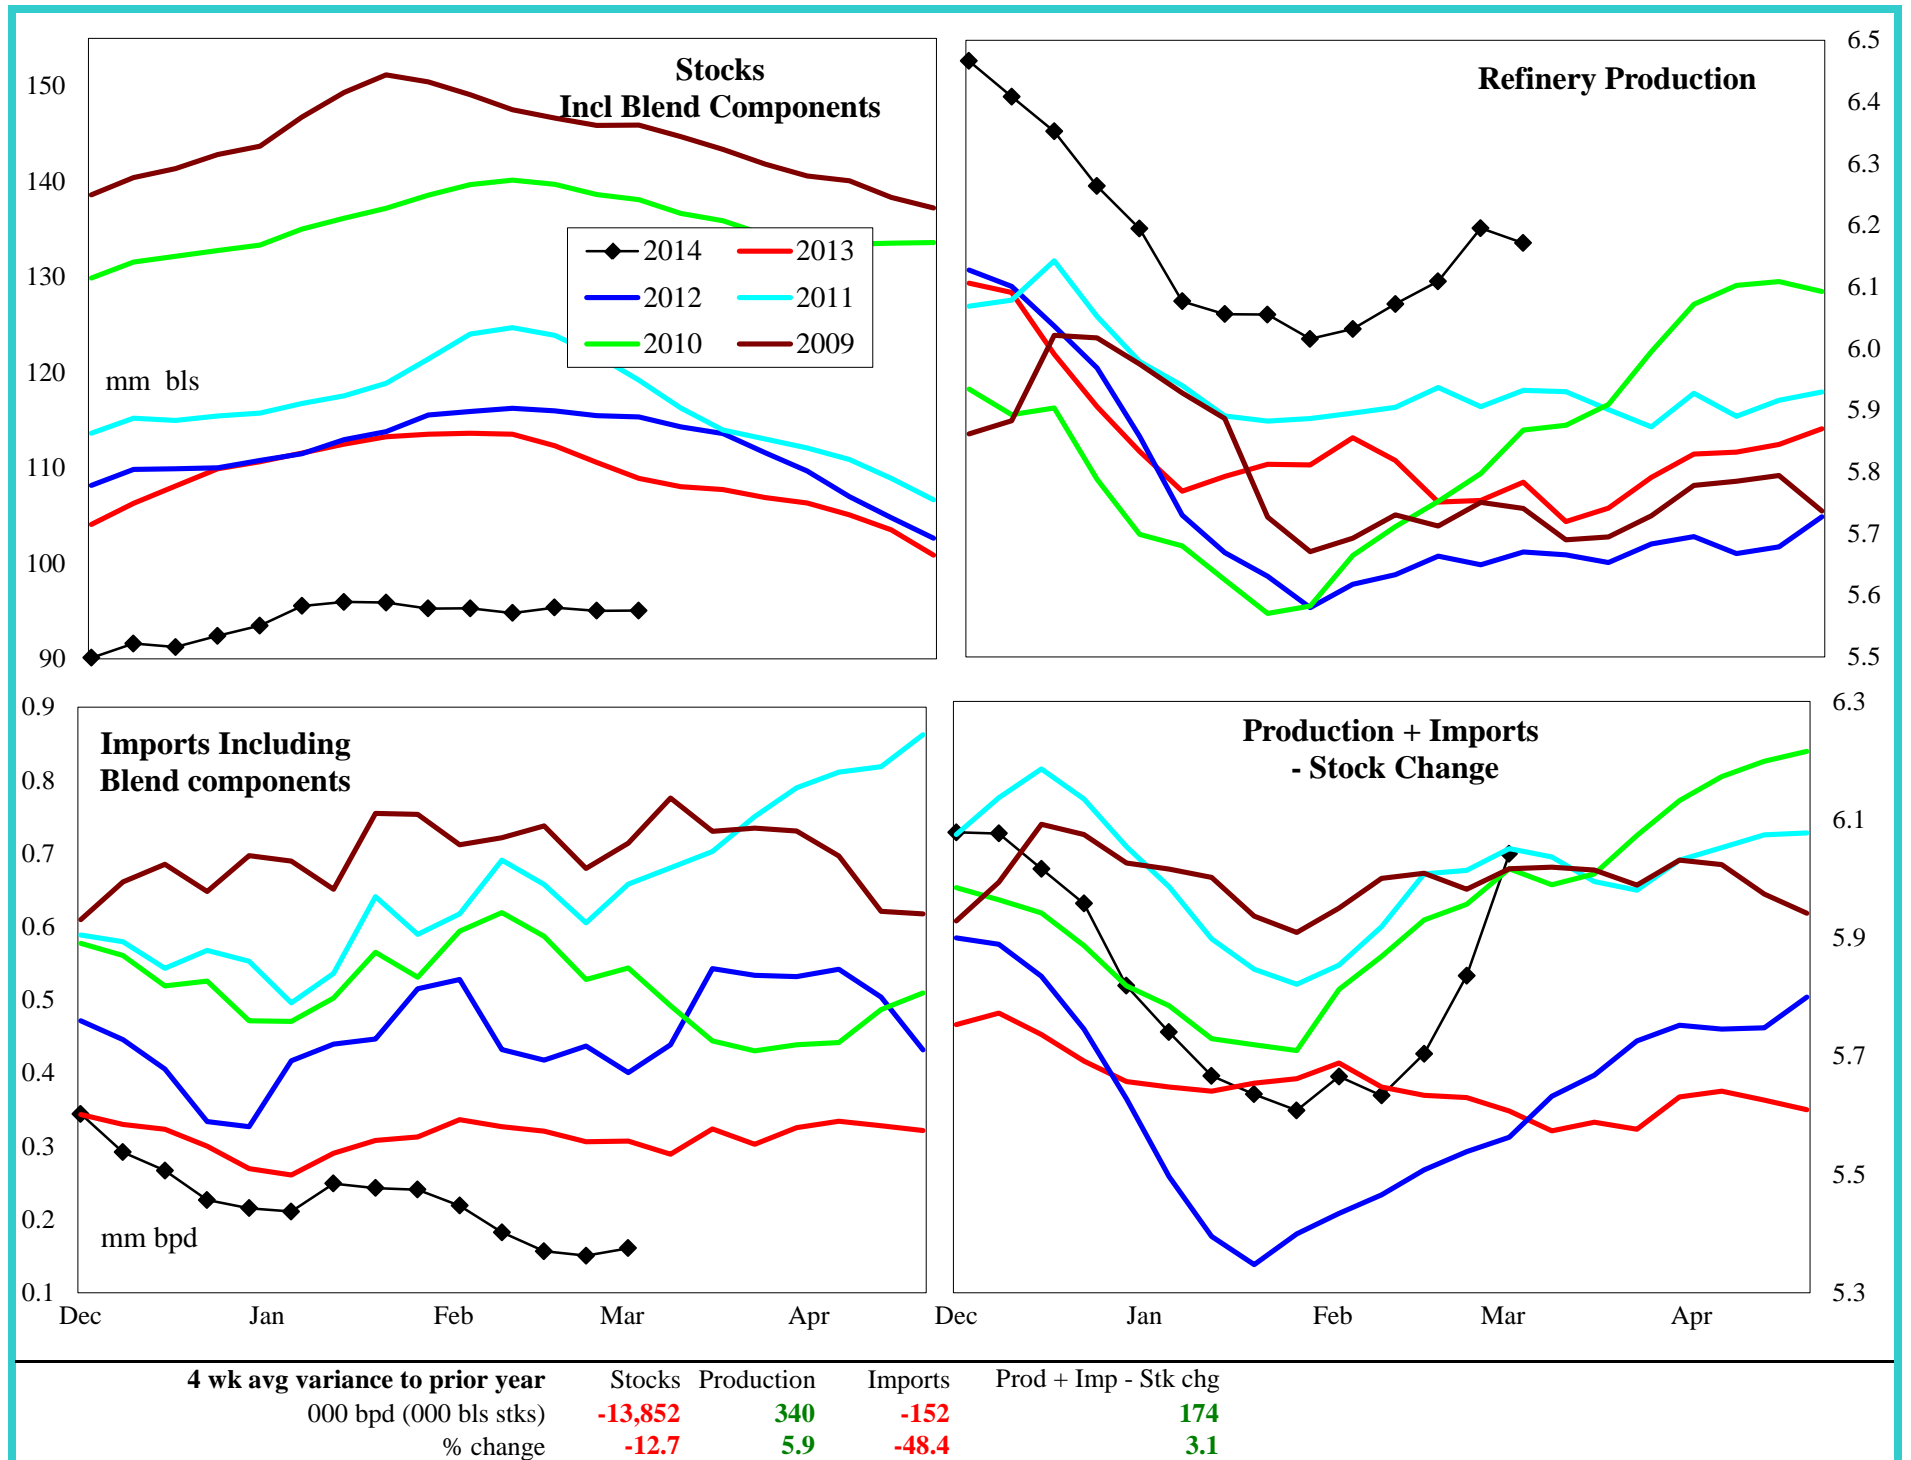 Stocks
Incl Blend Components
150
140
130
120
110
100
90
mm bls
2014 2013
2012 2011
2010 2009
Refinery Production
6.5
6.4
6.3
6.2
6.1
6.0
5.9
5.8
5.7
5.6
5.5
Imports Including
Blend components
0.9
0.8
0.7
0.6
0.5
0.4
0.3
0.2
0.1
mm bpd
Dec Jan Feb Mar Apr
Production + Imports
- Stock Change
6.3
6.1
5.9
5.7
5.5
5.3
Dec Jan Feb Mar Apr
4 wk avg variance to prior year Stocks Production Imports Prod + Imp - Stk chg
000 bpd (000 bls stks) -13,852 340 -152 174
% change -12.7 5.9 -48.4 3.1